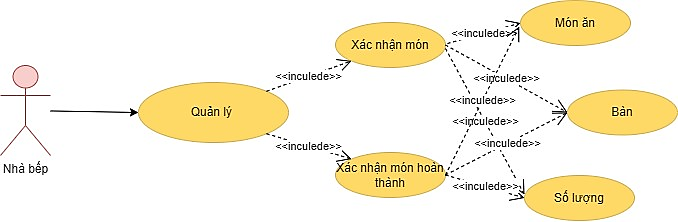 Nhà bếp
Quản lý
<<inculede>>
<<inculede>>
Xác nhận món
Xác nhận món hoàn
thành
<<inculede>>
<<inculede>>
<<inculede>>
<<inculede>>
<<inculede>>
<<inculede>>
Món ăn
Bàn
Số lượng